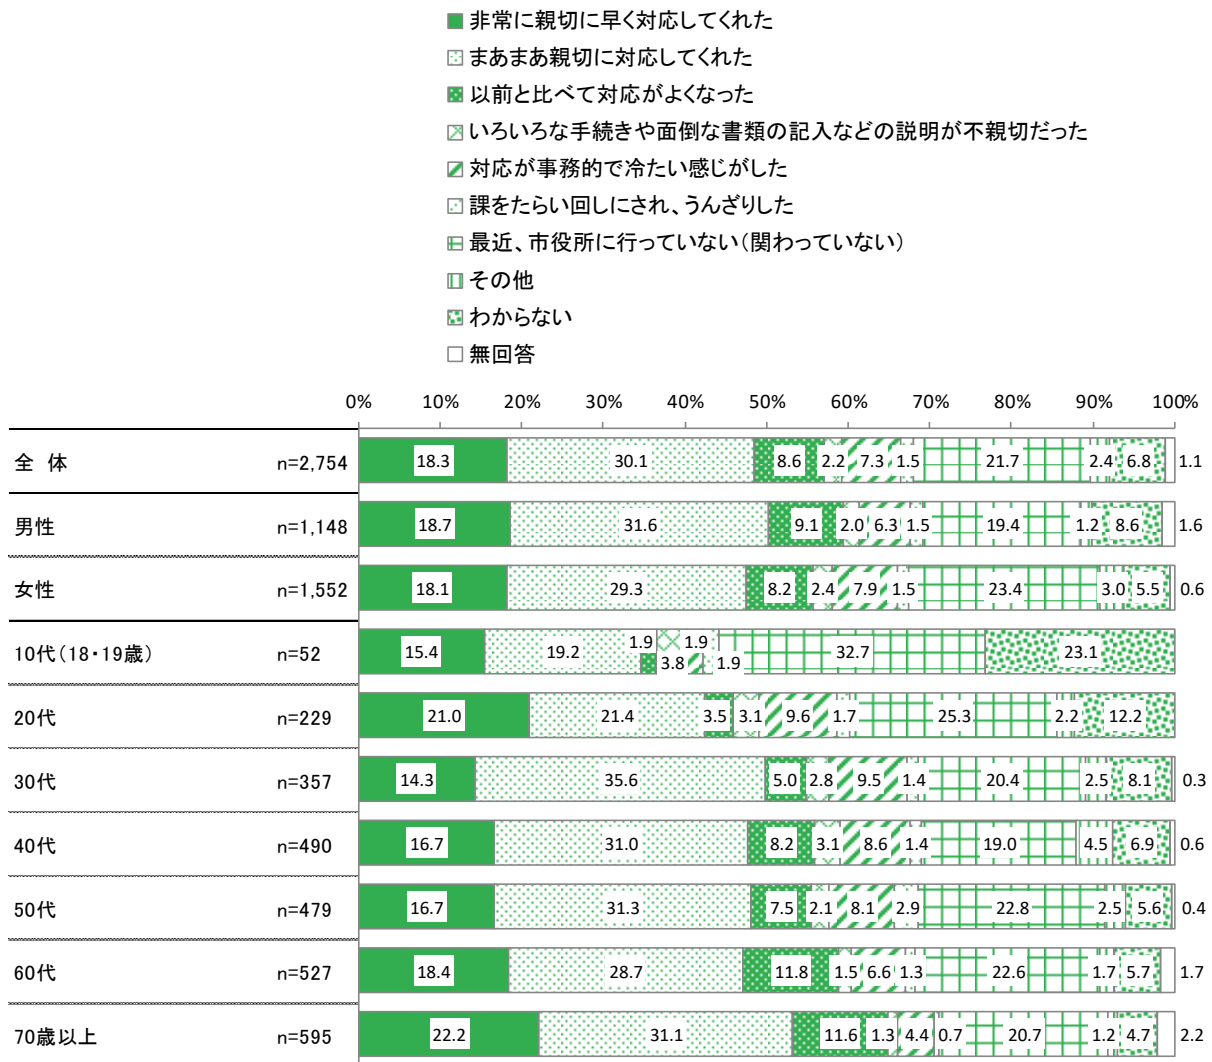 非常に親切に早く対応してくれた
まあまあ親切に対応してくれた
以前と比べて対応がよくなった
いろいろな手続きや面倒な書類の記入などの説明が不親切だった
対応が事務的で冷たい感じがした
課をたらい回しにされ、うんざりした
最近、市役所に行っていない(関わっていない)
その他
わからない
無回答
0% 10% 20% 30% 40% 50% 60% 70% 80% 90% 100%
全 体 n=2,754 18.3 30.1 8.6 2.2 7.3 1.5 21.7 2.4 6.8 1.1
男性 n=1,148 18.7 31.6 9.1 2.0 6.3 1.5 19.4 1.2 8.6 1.6
女性 n=1,552 18.1 29.3 8.2 2.4 7.9 1.5 23.4 3.0 5.5 0.6
10代(18・19歳) n=52 15.4 19.2 1.9 3.8 1.9 1.9 32.7 23.1
20代 n=229 21.0 21.4 3.5 3.1 9.6 1.7 25.3 2.2 12.2
30代 n=357 14.3 35.6 5.0 2.8 9.5 1.4 20.4 2.5 8.1 0.3
40代 n=490 16.7 31.0 8.2 3.1 8.6 1.4 19.0 4.5 6.9 0.6
50代 n=479 16.7 31.3 7.5 2.1 8.1 2.9 22.8 2.5 5.6 0.4
60代 n=527 18.4 28.7 11.8 1.5 6.6 1.3 22.6 1.7 5.7 1.7
70歳以上 n=595 22.2 31.1 11.6 1.3 4.4 0.7 20.7 1.2 4.7 2.2